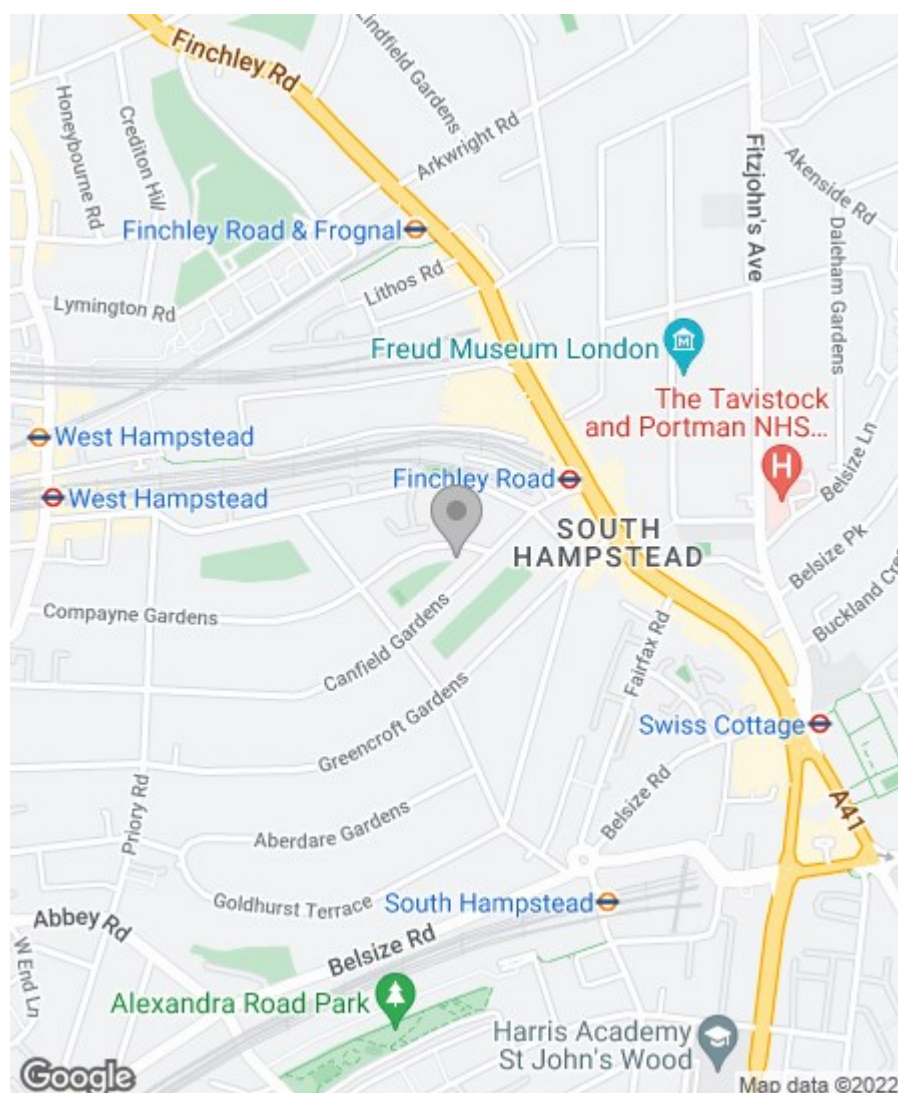 Finchley Rd
Lindfield Gardens
Honeybourne Rd
Crediton Hill
Arkwright Rd
Fitzjohn's Ave
Akenside Rd
Daleham Gardens
Finchley Road & Frognal
Lithos Rd
Lymington Rd
Freud Museum London
M
The Tavistock
and Portman NHS...
H
West Hampstead
West Hampstead
Finchley Road
Belsize Ln
SOUTH
HAMPSTEAD
Belsize Pk
Buckland Cre
Compayne Gardens
Canfield Gardens
Fairfax Rd
Greencroft Gardens
Swiss Cottage
Priory Rd
Belsize Rd
A41
Aberdare Gardens
Goldhurst Terrace
South Hampstead
Abbey Rd
Belsize Rd
W End Ln
Alexandra Road Park
Harris Academy
St John's Wood
Google
Map data ©2022